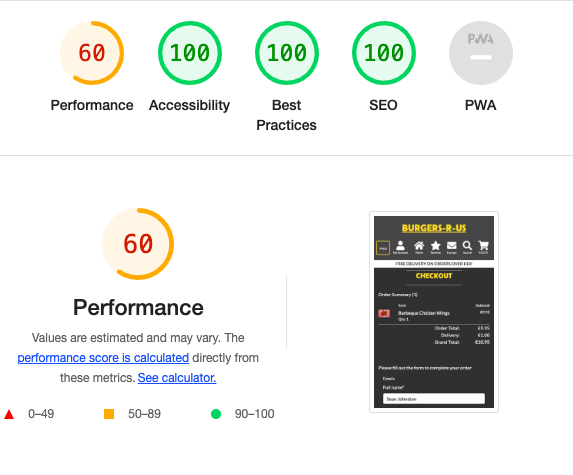 60
100
100
100
PWA
Performance
Accessibility
Best
Practices
SEO
PWA
60
Performance
Values are estimated and may vary. The
performance score is calculated directly from
these metrics. See calculator.
0–49
50–89
90–100
BURGERS-R-US
Menu
My Account
Home
Search
FREE DELIVERY ON ORDERS OVER €50!
CHECKOUT
Order Summary (1)
Item
Subtotal
Barbeque Chicken Wings
€9.95
Qty: 1
Order Total:
€9.95
Delivery:
€1.00
Grand Total:
€10.95
Please fill out the form to complete your order
Details
Full name*
Sean Johnston